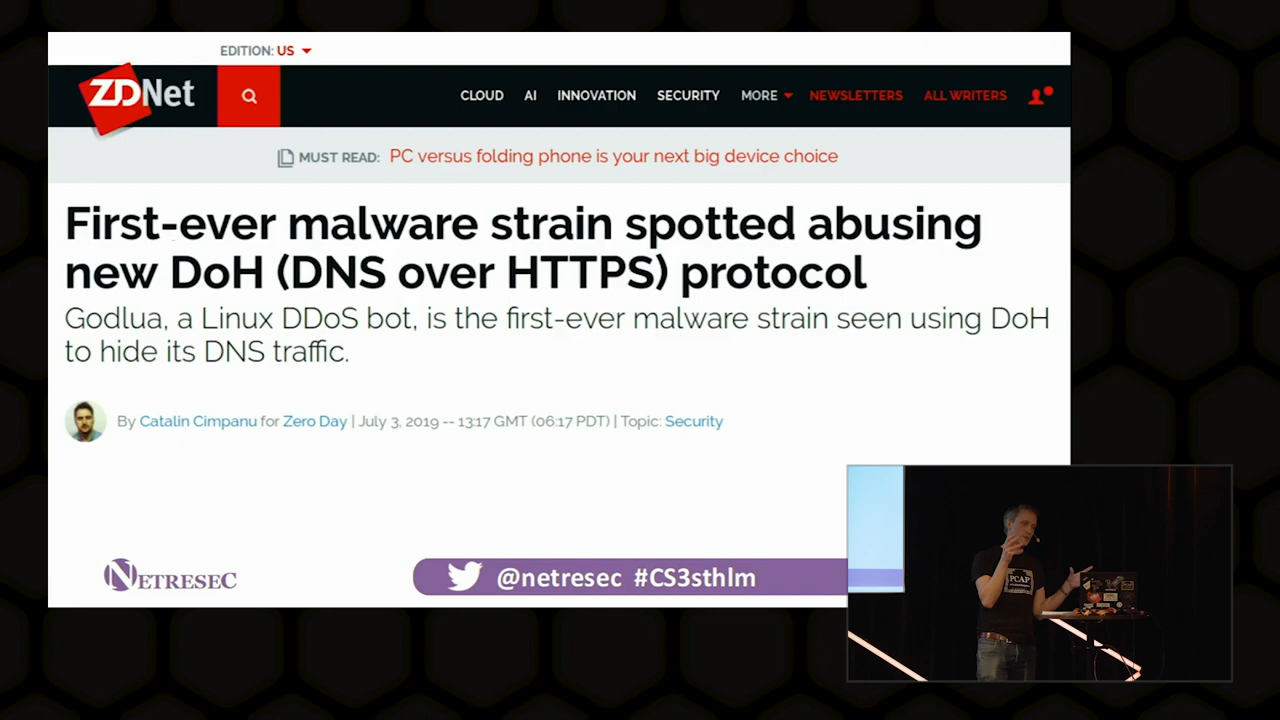 EDITION: US
ZDNet
CLOUD AI INNOVATION SECURITY MORE NEWSLETTERS ALL WRITERS
MUST READ: PC versus folding phone is your next big device choice
First-ever malware strain spotted abusing
new DoH (DNS over HTTPS) protocol
Godlua, a Linux DDoS bot, is the first-ever malware strain seen using DoH
to hide its DNS traffic.
By Catalin Cimpanu for Zero Day | July 3, 2019 -- 13:17 GMT (06:17 PDT) | Topic: Security
NETRESEC
@netresec #CS3sthlm
PCAP